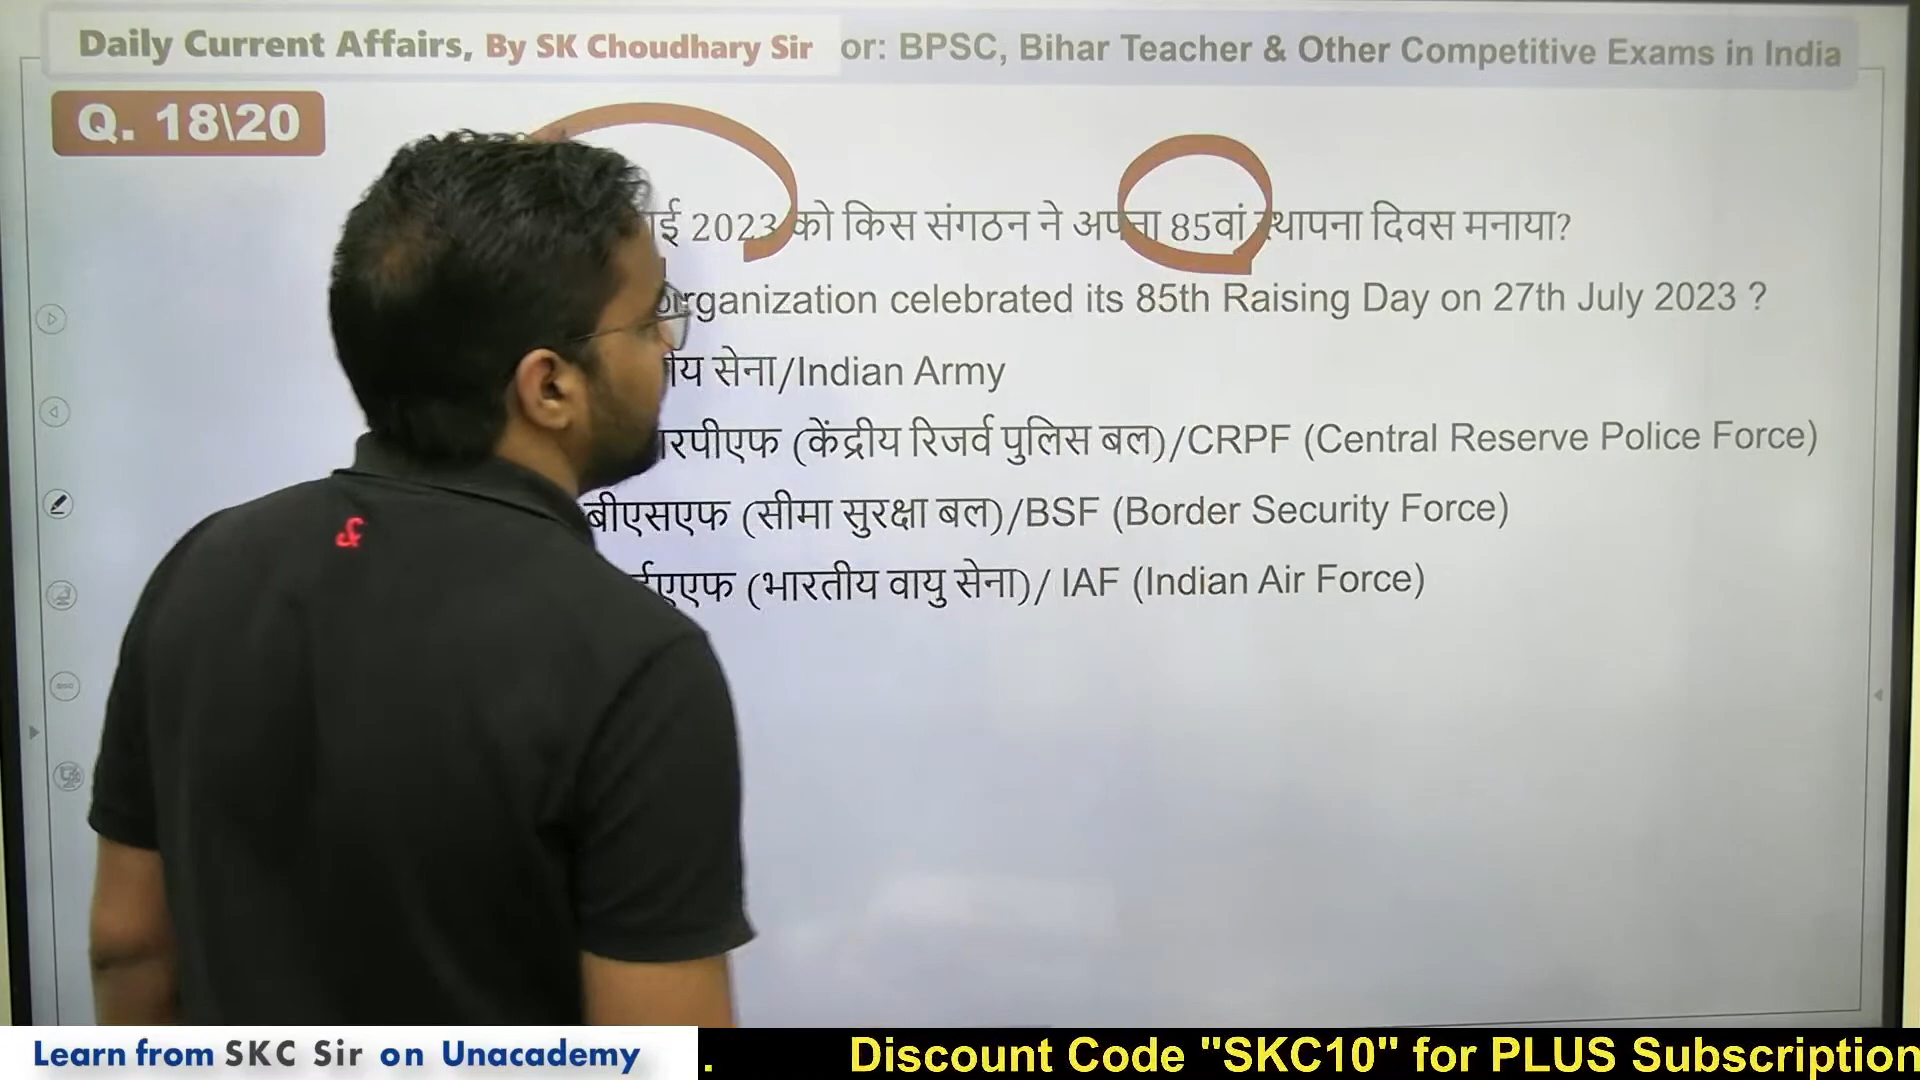 Daily Current Affairs, By SK Choudhary Sir or: BPSC, Bihar Teacher & Other Competitive Exams in India
Q. 18\20
2023 को किस संगठन ने अपना 85वां स्थापना दिवस मनाया?
organization celebrated its 85th Raising Day on 27th July 2023 ?
सेना/Indian Army
(केंद्रीय रिजर्व पुलिस बल)/CRPF (Central Reserve Police Force)
बीएसएफ (सीमा सुरक्षा बल)/BSF (Border Security Force)
(भारतीय वायु सेना)/ IAF (Indian Air Force)
Learn from SKC Sir on Unacademy
. Discount Code "SKC10" for PLUS Subscription